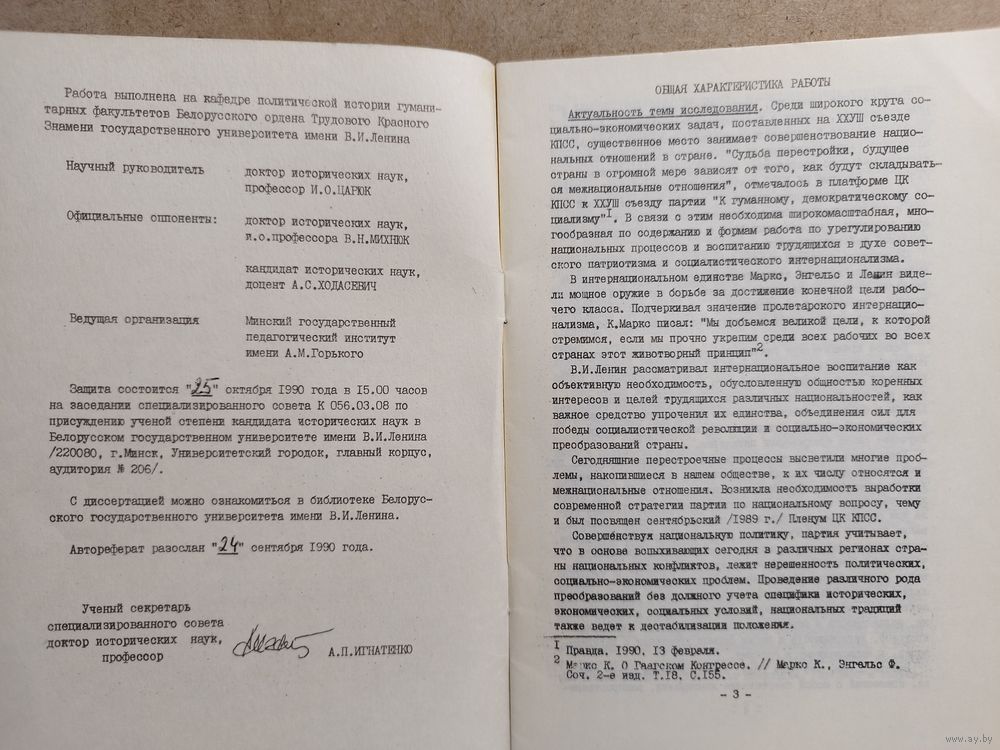 Работа выполнена на кафедре политической истории гумани-
тарных факультетов Белорусского ордена Трудового Красного
Знамени государственного университета имени В.И.Ленина
Научный руководитель
доктор исторических наук,
профессор И.О.ЦАРЮК
Официальные оппоненты:
доктор исторических наук,
и.о.профессора В.Н.МИХНЮК
кандидат исторических наук,
доцент А.С.ХОДАСЕВИЧ
Ведущая организация
Минский государственный
педагогический институт
имени А.М.Горького
Защита состоится "25" октября 1990 года в 15.00 часов
на заседании специализированного совета К 056.03.08 по
присуждению ученой степени кандидата исторических наук в
Белорусском государственном университете имени В.И.Ленина
/220080, г.Минск, Университетский городок, главный корпус,
аудитория № 206/.
С диссертацией можно ознакомиться в библиотеке Белорус-
ского государственного университета имени В.И.Ленина.
Автореферат разослан "24" сентября 1990 года.
Ученый секретарь
специализированного совета
доктор исторических наук,
профессор
А.П.ИГНАТЕНКО
ОБЩАЯ ХАРАКТЕРИСТИКА РАБОТЫ
Актуальность темы исследования. Среди широкого круга со-
циально-экономических задач, поставленных на ХХУШ съезде
КПСС, существенное место занимает совершенствование нацио-
нальных отношений в стране. "Судьба перестройки, будущее
страны в огромной мере зависят от того, как будут складывать-
ся межнациональные отношения", отмечалось в платформе ЦК
КПСС к ХХУШ съезду партии "К гуманному, демократическому со-
циализму"I. В связи с этим необходима широкомасштабная, мно-
гообразная по содержанию и формам работа по урегулированию
национальных процессов и воспитанию трудящихся в духе совет-
ского патриотизма и социалистического интернационализма.
В интернациональном единстве Маркс, Энгельс и Ленин виде-
ли мощное оружие в борьбе за достижение конечной цели рабо-
чего класса. Подчеркивая значение пролетарского интернацио-
нализма, К.Маркс писал: "Мы добьемся великой цели, к которой
стремимся, если мы прочно укрепим среди всех рабочих во всех
странах этот животворный принцип"2.
В.И.Ленин рассматривал интернациональное воспитание как
объективную необходимость, обусловленную общностью коренных
интересов и целей трудящихся различных национальностей, как
важное средство упрочения их единства, объединения сил для
победы социалистической революции и социально-экономических
преобразований страны.
Сегодняшние перестроечные процессы высветили многие проб-
лемы, накопившиеся в нашем обществе, к их числу относятся и
межнациональные отношения. Возникла необходимость выработки
современной стратегии партии по национальному вопросу, чему
и был посвящен сентябрьский /1989 г./ Пленум ЦК КПСС.
Совершенствуя национальную политику, партия учитывает,
что в основе вспыхивающих сегодня в различных регионах стра-
ны национальных конфликтов, лежит нерешенность политических,
социально-экономических проблем. Проведение различного рода
преобразований без должного учета специфики исторических,
экономических, социальных условий, национальных традиций
также ведет к дестабилизации положения.
I Правда. 1990. 13 февраля.
2 Маркс К. О Гаагском Конгрессе. // Маркс К., Энгельс Ф.
Соч. 2-е изд. Т.18. С.155.
- 3 -
www.ay.by